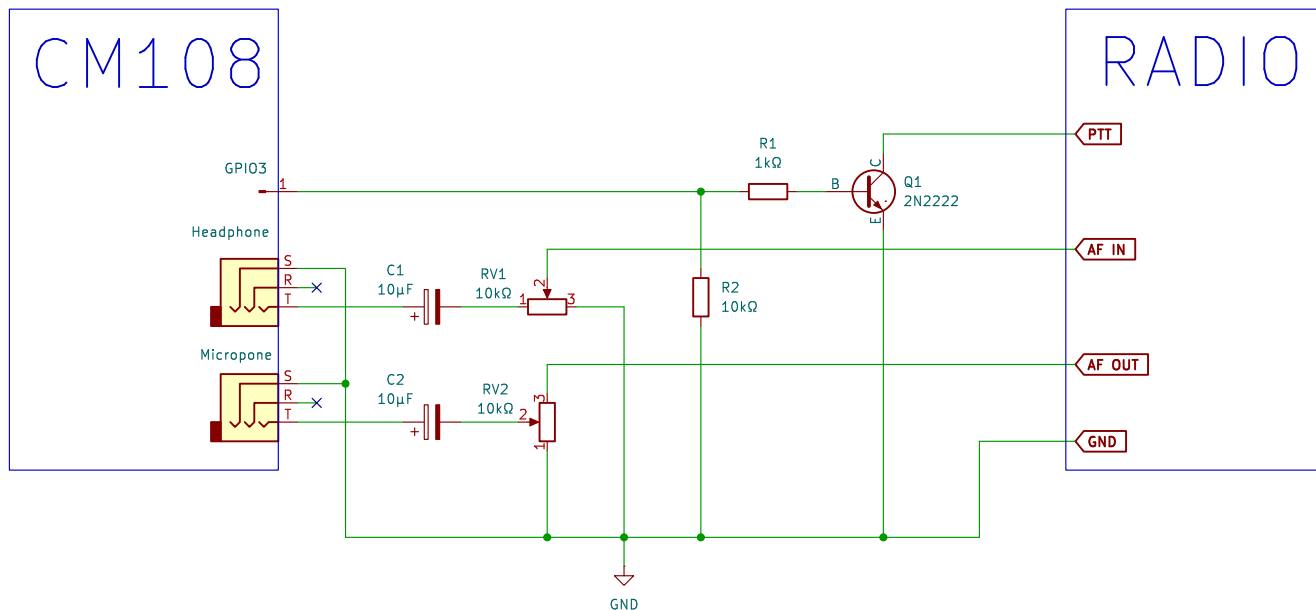 CM108
RADIO
PTT
R1
1kΩ
C
GPIO3
1
B
Q1
2N2222
E
Headphone
AF IN
S
R
T
C1
10µF
+
RV1
10kΩ
1
2
3
R2
10kΩ
Micropone
AF OUT
S
R
T
C2
10µF
+
RV2
10kΩ
3
2
1
GND
GND